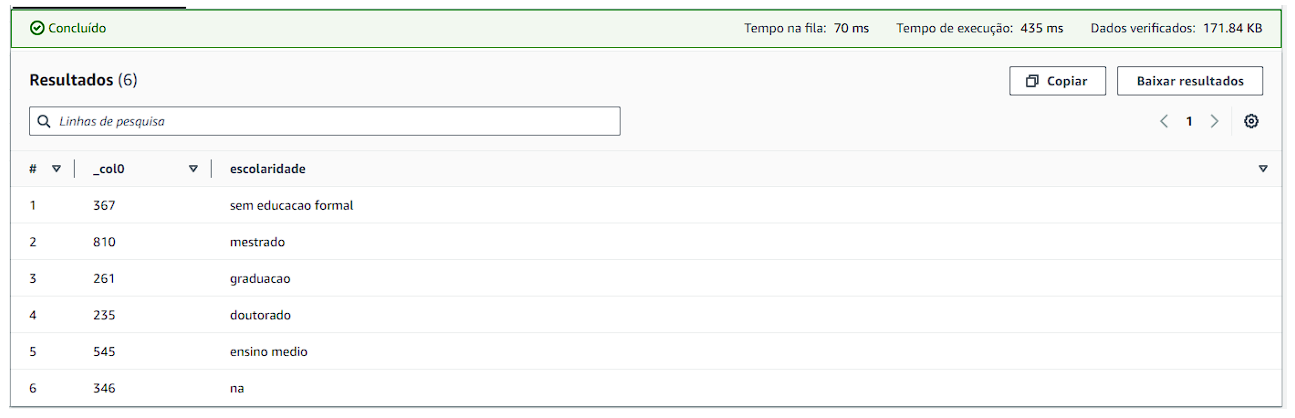 Concluído Tempo na fila: 70 ms Tempo de execução: 435 ms Dados verificados: 171.84 KB
Resultados (6) Copiar Baixar resultados
Linhas de pesquisa 1
# _col0 escolaridade
1 367 sem educacao formal
2 810 mestrado
3 261 graduacao
4 235 doutorado
5 545 ensino medio
6 346 na